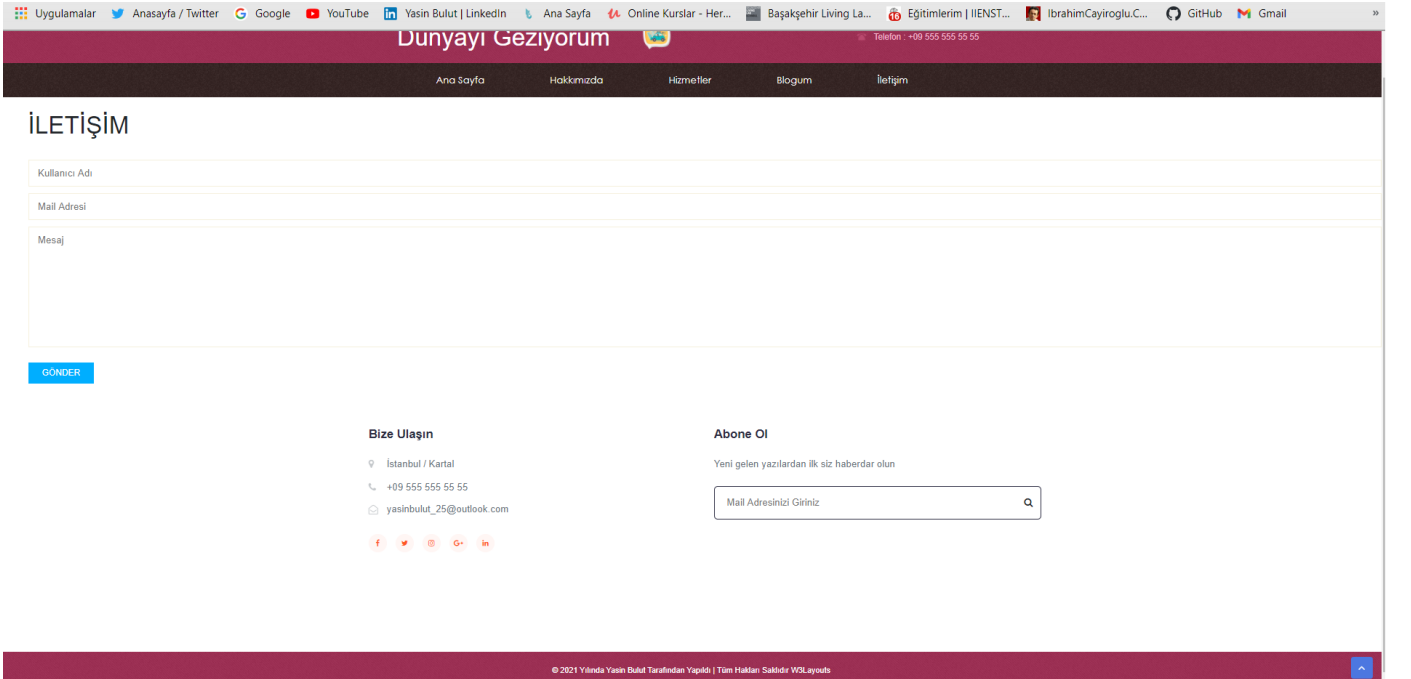 Uygulamalar Anasayfa / Twitter Google YouTube Yasin Bulut | LinkedIn Ana Sayfa Online Kurslar - Her... Başakşehir Living La... Eğitimlerim | IIENST... IbrahimCayiroglu.C... GitHub Gmail »
Dünyayı Geziyorum
Telefon : +09 555 555 55 55
Ana Sayfa Hakkımızda Hizmetler Blogum İletişim
İLETİŞİM
Kullanıcı Adı
Mail Adresi
Mesaj
GÖNDER
Bize Ulaşın
İstanbul / Kartal
+09 555 555 55 55
yasinbulut_25@outlook.com
Abone Ol
Yeni gelen yazılardan ilk siz haberdar olun
Mail Adresinizi Giriniz
© 2021 Yılında Yasin Bulut Tarafından Yapıldı | Tüm Hakları Saklıdır W3Layouts